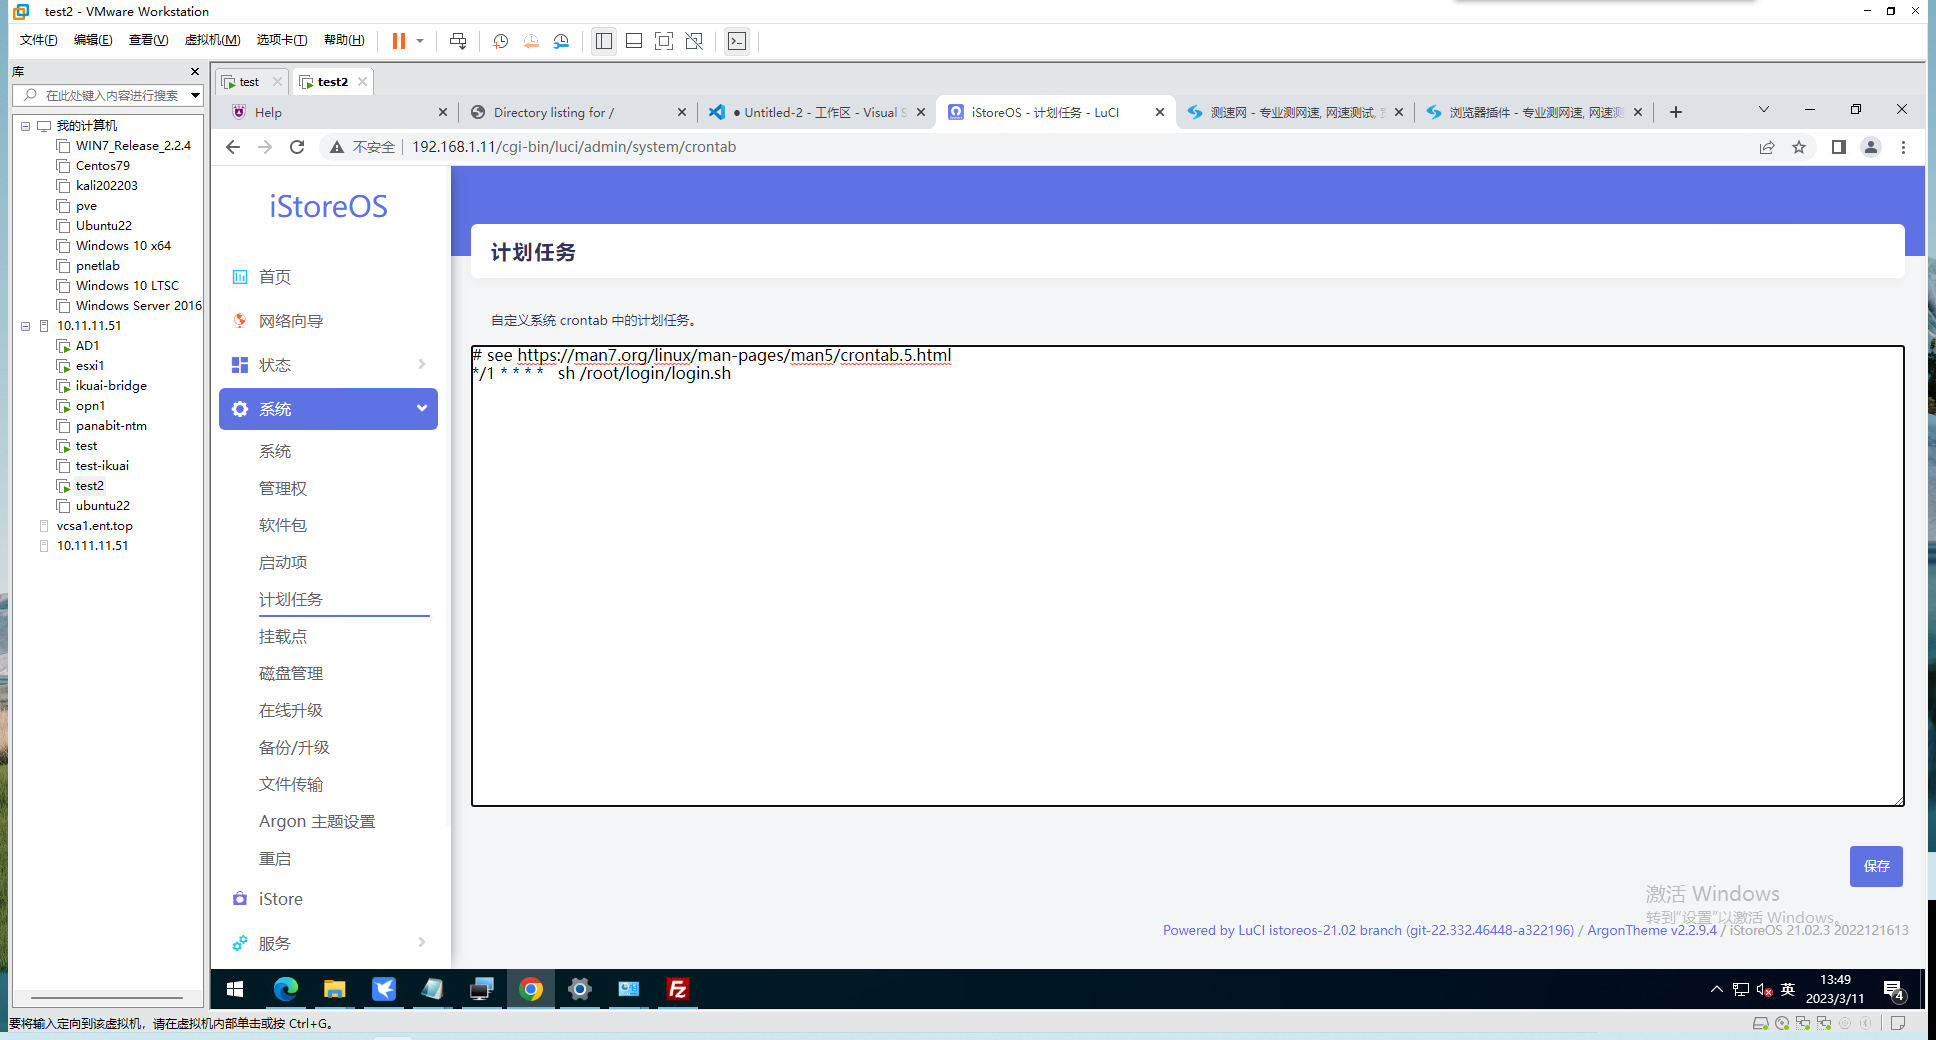 test2 - VMware Workstation
文件(F) 编辑(E) 查看(V) 虚拟机(M) 选项卡(T) 帮助(H)
库
在此处键入内容进行搜索
我的计算机
WIN7_Release_2.2.4
Centos79
kali202203
pve
Ubuntu22
Windows 10 x64
pnetlab
Windows 10 LTSC
Windows Server 2016
10.11.11.51
AD1
esxi1
ikuai-bridge
opn1
panabit-ntm
test
test-ikuai
test2
ubuntu22
vcsa1.ent.top
10.111.11.51
test test2
Help Directory listing for / ● Untitled-2 - 工作区 - Visual S iStoreOS - 计划任务 - LuCI 测速网 - 专业测网速, 网速测试, 浏览器插件 - 专业测网速, 网速测
不安全 192.168.1.11/cgi-bin/luci/admin/system/crontab
iStoreOS
首页
网络向导
状态
系统
系统
管理权
软件包
启动项
计划任务
挂载点
磁盘管理
在线升级
备份/升级
文件传输
Argon 主题设置
重启
iStore
服务
计划任务
自定义系统 crontab 中的计划任务。
# see https://man7.org/linux/man-pages/man5/crontab.5.html
*/1 * * * *   sh /root/login/login.sh
保存
激活 Windows
转到"设置"以激活 Windows。
Powered by LuCI istoreos-21.02 branch (git-22.332.46448-a322196) / ArgonTheme v2.2.9.4 / iStoreOS 21.02.3 2022121613
英
13:49
2023/3/11
4
要将输入定向到该虚拟机，请在虚拟机内部单击或按 Ctrl+G。